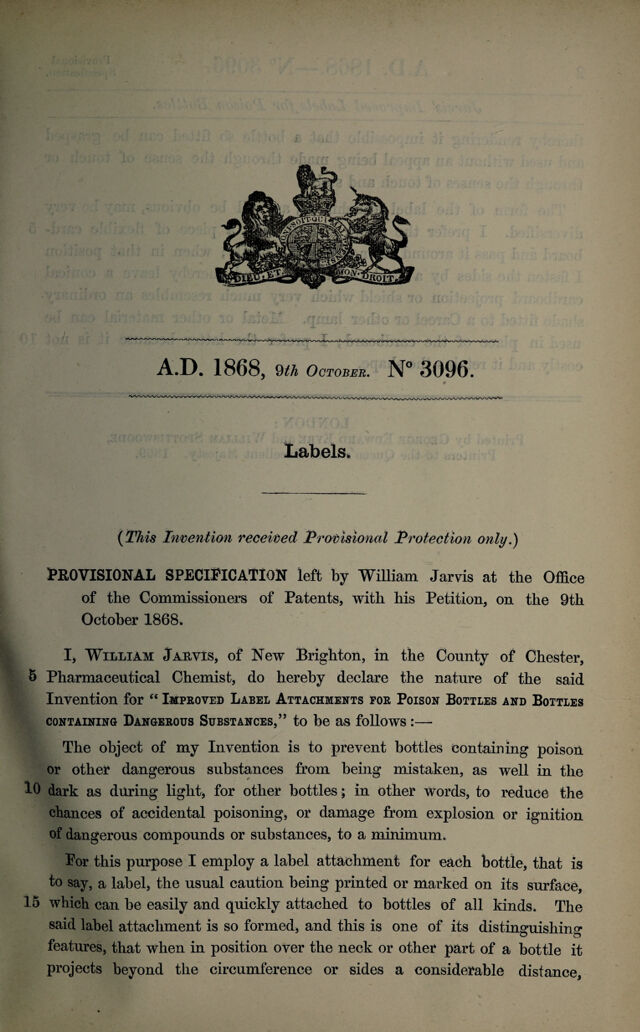 HONI SOIT QUI MAL Y PENSE
DIEU ET MON DROIT
A.D. 1868, 9th October. No 3096.
Labels.
(This Invention received Provisional Protection only.)
PROVISIONAL SPECIFICATION left by William Jarvis at the Office
of the Commissioners of Patents, with his Petition, on the 9th
October 1868.
I, William Jarvis, of New Brighton, in the County of Chester,
5 Pharmaceutical Chemist, do hereby declare the nature of the said
Invention for “Improved Label Attachments for Poison Bottles and Bottles
containing Dangerous Substances,” to be as follows:—
The object of my Invention is to prevent bottles containing poison
or other dangerous substances from being mistaken, as well in the
10 dark as during light, for other bottles; in other words, to reduce the
chances of accidental poisoning, or damage from explosion or ignition
of dangerous compounds or substances, to a minimum.
For this purpose I employ a label attachment for each bottle, that is
to say, a label, the usual caution being printed or marked on its surface,
15 which can be easily and quickly attached to bottles of all kinds. The
said label attachment is so formed, and this is one of its distinguishing
features, that when in position over the neck or other part of a bottle it
projects beyond the circumference or sides a considerable distance,